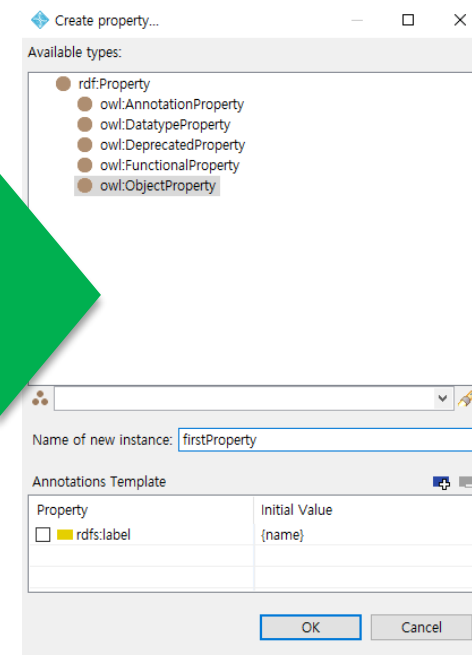 Create property...
Available types:
rdf:Property
owl:AnnotationProperty
owl:DatatypeProperty
owl:DeprecatedProperty
owl:FunctionalProperty
owl:ObjectProperty
Name of new instance: firstProperty
Annotations Template
Property Initial Value
rdfs:label {name}
OK Cancel